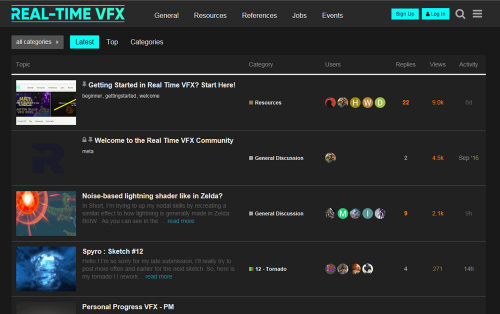 REAL-TIME VFX
General Resources References Jobs Events
Sign Up Log In
all categories Latest Top Categories
Topic Category Users Replies Views Activity
Getting Started in Real Time VFX? Start Here!
beginner, gettingstarted, welcome
Resources H W D 22 9.0k 6d
Welcome to the Real Time VFX Community
meta
General Discussion 2 4.5k Sep '16
Noise-based lightning shader like in Zelda?
In Short, I'm trying to up my nodal skills by recreating a
similar effect to how lightning is generally made in Zelda
BotW. As you can see in the ... read more
General Discussion M I 9 2.1k 9h
Spyro : Sketch #12
Hello ! I'm so sorry for my late submission, I'll really try to
post more often and earlier for the next sketch. So, here is
my tornado ! I rework ... read more
12 - Tornado 4 271 14h
Personal Progress VFX - PM